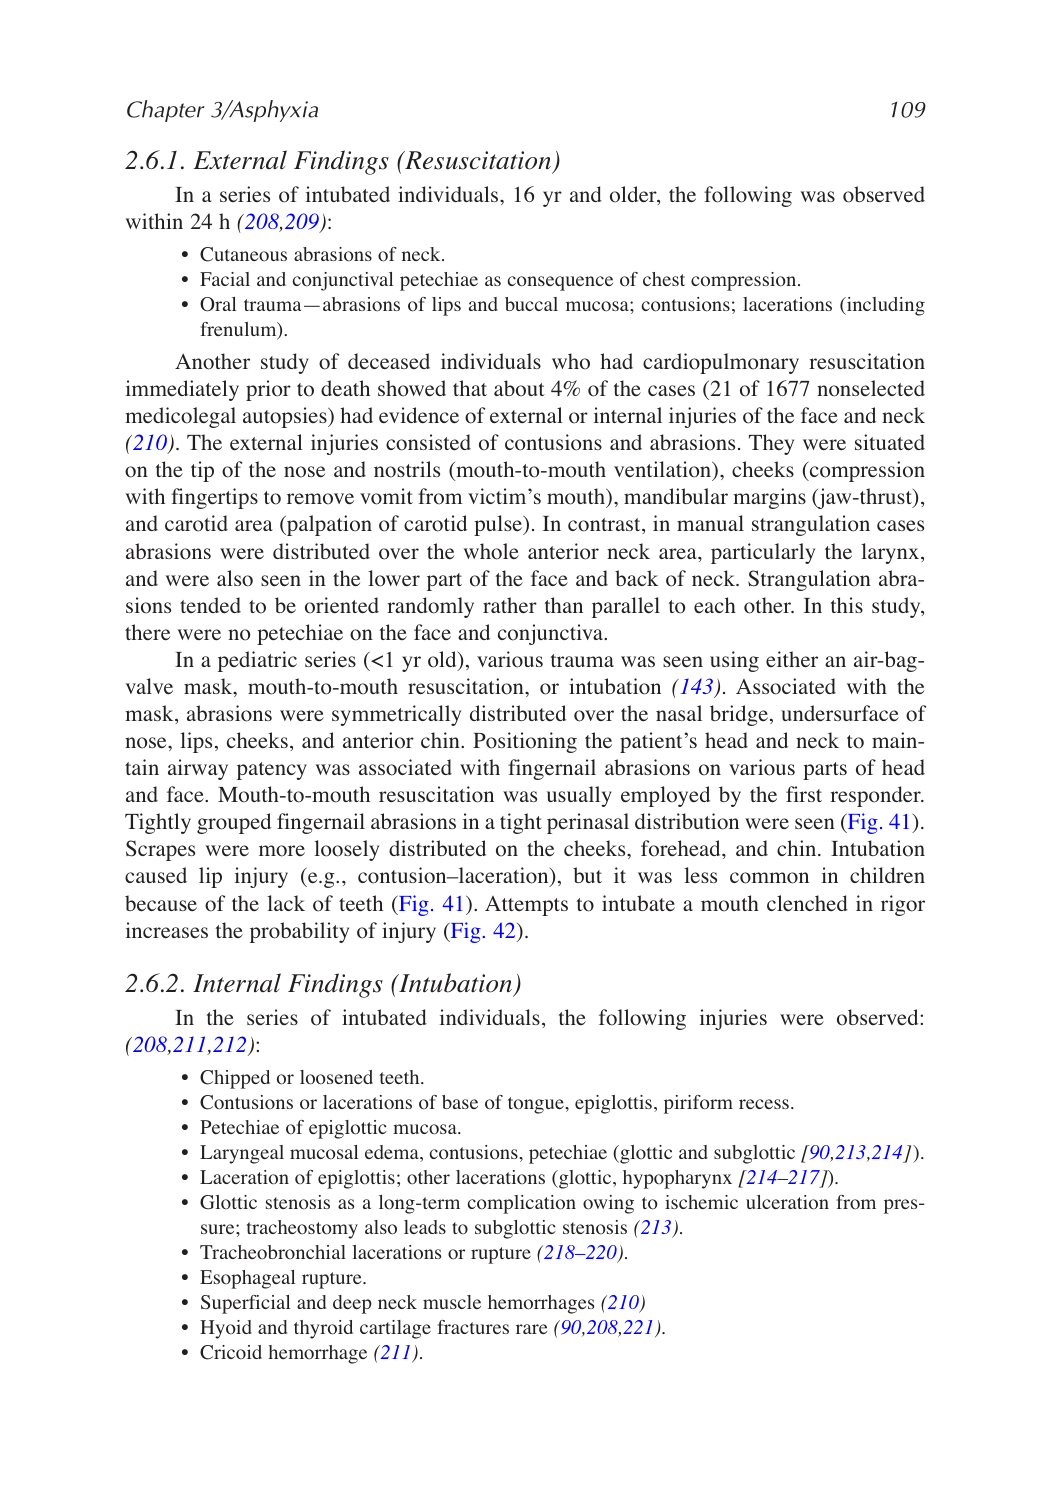 Chapter 3/Asphyxia 109
2.6.1. External Findings (Resuscitation)
In a series of intubated individuals, 16 yr and older, the following was observed
within 24 h (208,209):
• Cutaneous abrasions of neck.
• Facial and conjunctival petechiae as consequence of chest compression.
• Oral trauma—abrasions of lips and buccal mucosa; contusions; lacerations (including
frenulum).
Another study of deceased individuals who had cardiopulmonary resuscitation
immediately prior to death showed that about 4% of the cases (21 of 1677 nonselected
medicolegal autopsies) had evidence of external or internal injuries of the face and neck
(210). The external injuries consisted of contusions and abrasions. They were situated
on the tip of the nose and nostrils (mouth-to-mouth ventilation), cheeks (compression
with fingertips to remove vomit from victim's mouth), mandibular margins (jaw-thrust),
and carotid area (palpation of carotid pulse). In contrast, in manual strangulation cases
abrasions were distributed over the whole anterior neck area, particularly the larynx,
and were also seen in the lower part of the face and back of neck. Strangulation abra-
sions tended to be oriented randomly rather than parallel to each other. In this study,
there were no petechiae on the face and conjunctiva.
In a pediatric series (<1 yr old), various trauma was seen using either an air-bag-
valve mask, mouth-to-mouth resuscitation, or intubation (143). Associated with the
mask, abrasions were symmetrically distributed over the nasal bridge, undersurface of
nose, lips, cheeks, and anterior chin. Positioning the patient's head and neck to main-
tain airway patency was associated with fingernail abrasions on various parts of head
and face. Mouth-to-mouth resuscitation was usually employed by the first responder.
Tightly grouped fingernail abrasions in a tight perinasal distribution were seen (Fig. 41).
Scrapes were more loosely distributed on the cheeks, forehead, and chin. Intubation
caused lip injury (e.g., contusion–laceration), but it was less common in children
because of the lack of teeth (Fig. 41). Attempts to intubate a mouth clenched in rigor
increases the probability of injury (Fig. 42).
2.6.2. Internal Findings (Intubation)
In the series of intubated individuals, the following injuries were observed:
(208,211,212):
• Chipped or loosened teeth.
• Contusions or lacerations of base of tongue, epiglottis, piriform recess.
• Petechiae of epiglottic mucosa.
• Laryngeal mucosal edema, contusions, petechiae (glottic and subglottic [90,213,214]).
• Laceration of epiglottis; other lacerations (glottic, hypopharynx [214–217]).
• Glottic stenosis as a long-term complication owing to ischemic ulceration from pres-
sure; tracheostomy also leads to subglottic stenosis (213).
• Tracheobronchial lacerations or rupture (218–220).
• Esophageal rupture.
• Superficial and deep neck muscle hemorrhages (210)
• Hyoid and thyroid cartilage fractures rare (90,208,221).
• Cricoid hemorrhage (211).